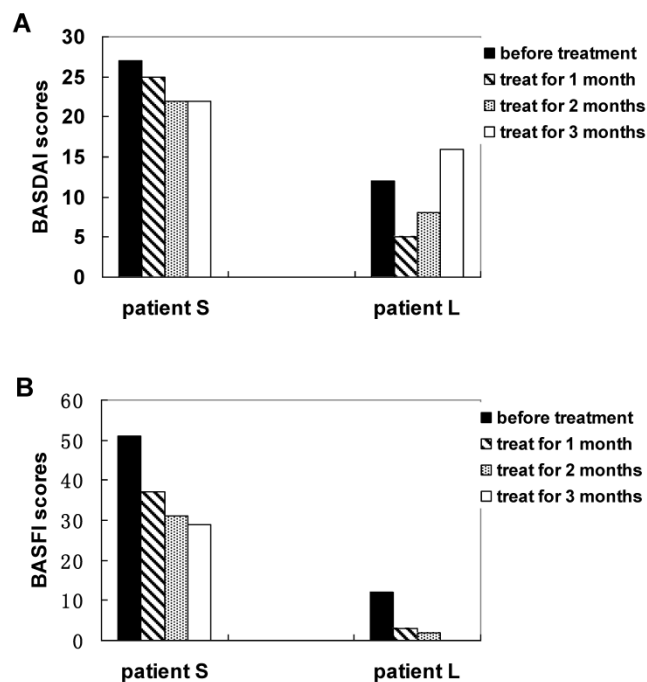 A
BASDAI scores
30
25
20
15
10
5
0
patient S
patient L
before treatment
treat for 1 month
treat for 2 months
treat for 3 months
B
BASFI scores
60
50
40
30
20
10
0
patient S
patient L
before treatment
treat for 1 month
treat for 2 months
treat for 3 months